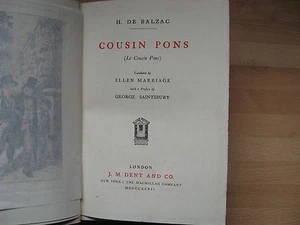 H. DE BALZAC
COUSIN PONS
(Le Cousin Pons)
Translated by
ELLEN MARRIAGE
with a Preface by
GEORGE SAINTSBURY
LONDON
J. M. DENT AND CO.
NEW YORK: THE MACMILLAN COMPANY